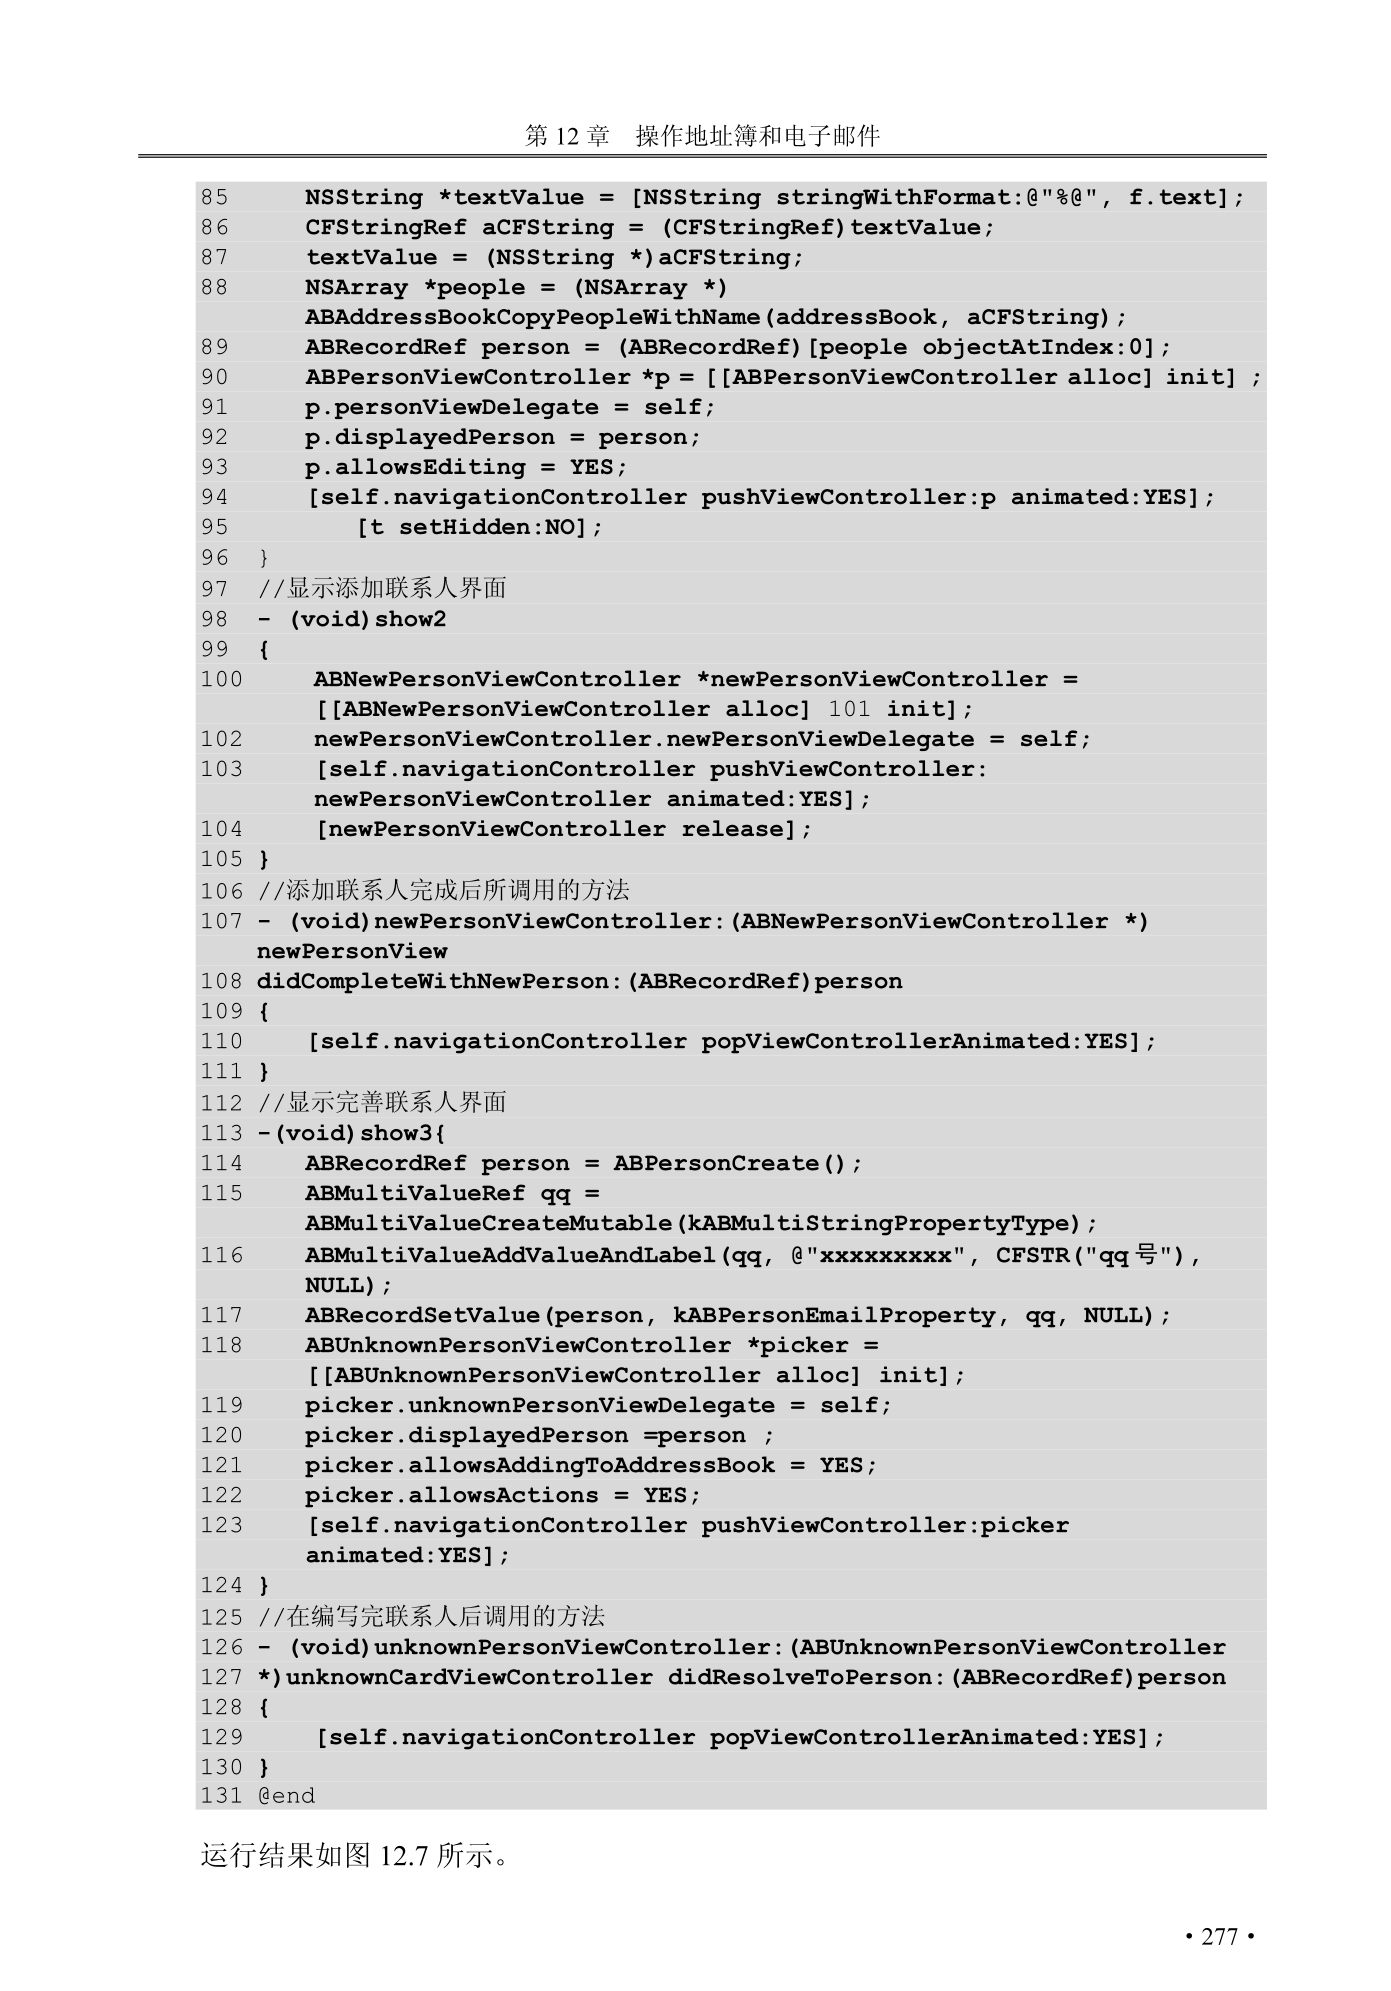 第 12 章　操作地址簿和电子邮件
85 NSString *textValue = [NSString stringWithFormat:@"%@", f.text];
86 CFStringRef aCFString = (CFStringRef)textValue;
87 textValue = (NSString *)aCFString;
88 NSArray *people = (NSArray *)
ABAddressBookCopyPeopleWithName(addressBook, aCFString);
89 ABRecordRef person = (ABRecordRef)[people objectAtIndex:0];
90 ABPersonViewController *p = [[ABPersonViewController alloc] init] ;
91 p.personViewDelegate = self;
92 p.displayedPerson = person;
93 p.allowsEditing = YES;
94 [self.navigationController pushViewController:p animated:YES];
95 [t setHidden:NO];
96 }
97 //显示添加联系人界面
98 - (void)show2
99 {
100 ABNewPersonViewController *newPersonViewController =
[[ABNewPersonViewController alloc] 101 init];
102 newPersonViewController.newPersonViewDelegate = self;
103 [self.navigationController pushViewController:
newPersonViewController animated:YES];
104 [newPersonViewController release];
105 }
106 //添加联系人完成后所调用的方法
107 - (void)newPersonViewController:(ABNewPersonViewController *)
newPersonView
108 didCompleteWithNewPerson:(ABRecordRef)person
109 {
110 [self.navigationController popViewControllerAnimated:YES];
111 }
112 //显示完善联系人界面
113 -(void)show3{
114 ABRecordRef person = ABPersonCreate();
115 ABMultiValueRef qq =
ABMultiValueCreateMutable(kABMultiStringPropertyType);
116 ABMultiValueAddValueAndLabel(qq, @"xxxxxxxxx", CFSTR("qq 号"),
NULL);
117 ABRecordSetValue(person, kABPersonEmailProperty, qq, NULL);
118 ABUnknownPersonViewController *picker =
[[ABUnknownPersonViewController alloc] init];
119 picker.unknownPersonViewDelegate = self;
120 picker.displayedPerson =person ;
121 picker.allowsAddingToAddressBook = YES;
122 picker.allowsActions = YES;
123 [self.navigationController pushViewController:picker
animated:YES];
124 }
125 //在编写完联系人后调用的方法
126 - (void)unknownPersonViewController:(ABUnknownPersonViewController
127 *)unknownCardViewController didResolveToPerson:(ABRecordRef)person
128 {
129 [self.navigationController popViewControllerAnimated:YES];
130 }
131 @end
运行结果如图 12.7 所示。
• 277 •